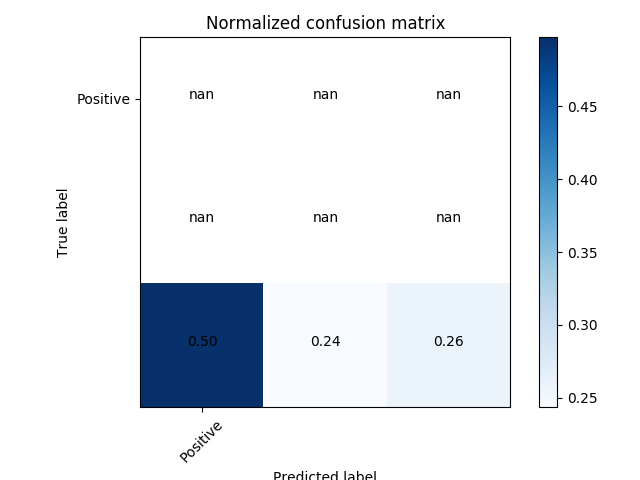 Normalized confusion matrix
Positive
nan nan nan
nan nan nan
0.50 0.24 0.26
True label
Positive
Predicted label
0.45
0.40
0.35
0.30
0.25